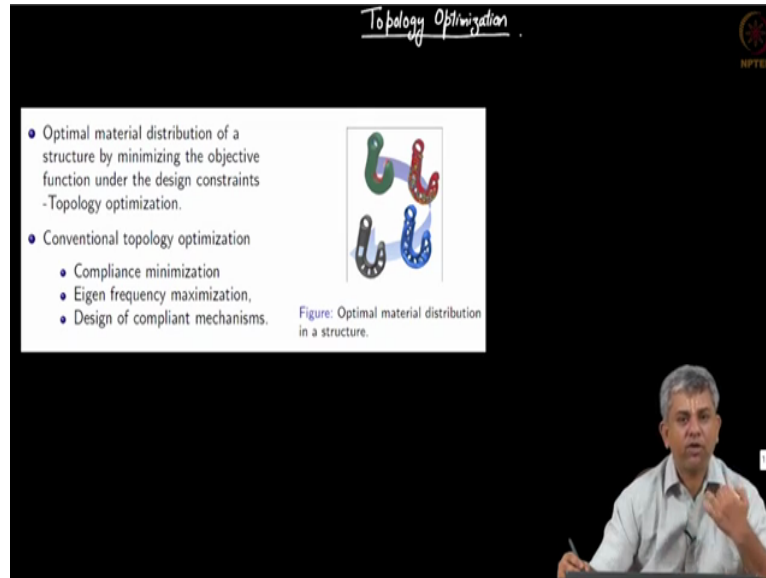 Topology Optimization.
NPTEL
• Optimal material distribution of a
structure by minimizing the objective
function under the design constraints
-Topology optimization.
• Conventional topology optimization
• Compliance minimization
• Eigen frequency maximization,
• Design of compliant mechanisms.
Figure: Optimal material distribution
in a structure.